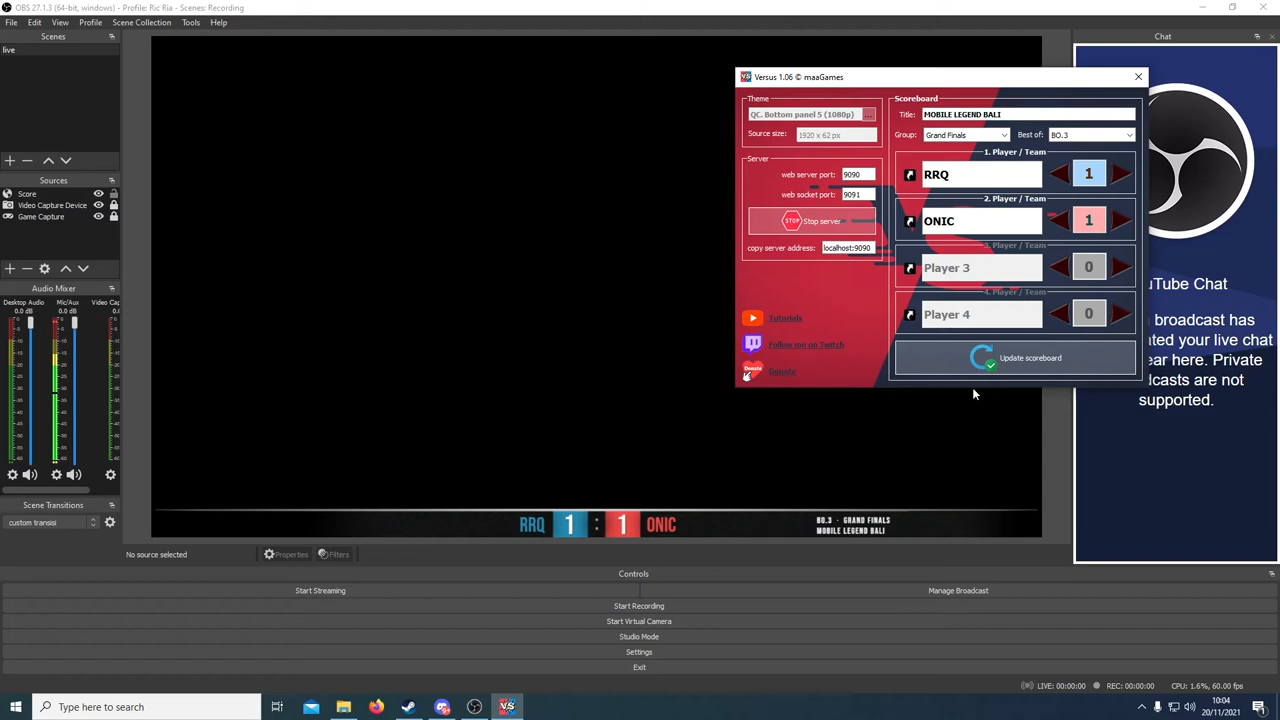 OBS 27.1.3 (64-bit, windows) - Profile: Ric Ria - Scenes: Recording
File Edit View Profile Scene Collection Tools Help
Scenes
live
Sources
Score
Video Capture Device
Game Capture
Audio Mixer
Desktop Audio Mic/Aux Video Cap
0.0 dB 0.0 dB
Scene Transitions
custom transisi
Versus 1.06 © maaGames
Theme
QC. Bottom panel 5 (1080p) ...
Source size: 1920 x 62 px
Server
web server port: 9090
web socket port: 9091
STOP Stop server
copy server address: localhost:9090
Tutorials
Follow me on Twitch
Donate
Scoreboard
Title: MOBILE LEGEND BALI
Group: Grand Finals Best of: BO.3
1. Player / Team
RRQ 1
2. Player / Team
ONIC 1
3. Player / Team
Player 3 0
4. Player / Team
Player 4 0
Update scoreboard
RRQ 1 : 1 ONIC
BO.3 - GRAND FINALS
MOBILE LEGEND BALI
Chat
uTube Chat
broadcast has
ated your live chat
ear here. Private
dcasts are not
supported.
No source selected Properties Filters
Controls
Start Streaming Manage Broadcast
Start Recording
Start Virtual Camera
Studio Mode
Settings
Exit
LIVE: 00:00:00 REC: 00:00:00 CPU: 1.6%, 60.00 fps
Type here to search
10:04
20/11/2021